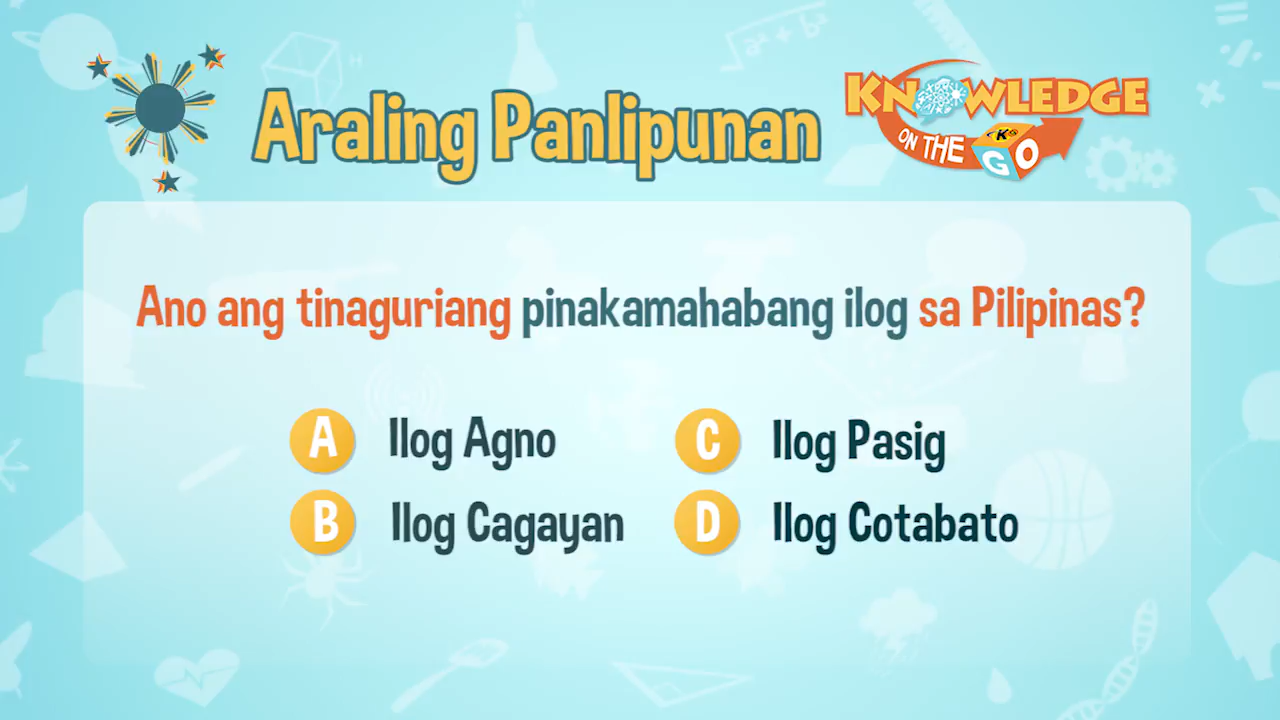 Araling Panlipunan
KNOWLEDGE
ON THE GO
Ano ang tinaguriang pinakamahabang ilog sa Pilipinas?
A Ilog Agno
B Ilog Cagayan
C Ilog Pasig
D Ilog Cotabato